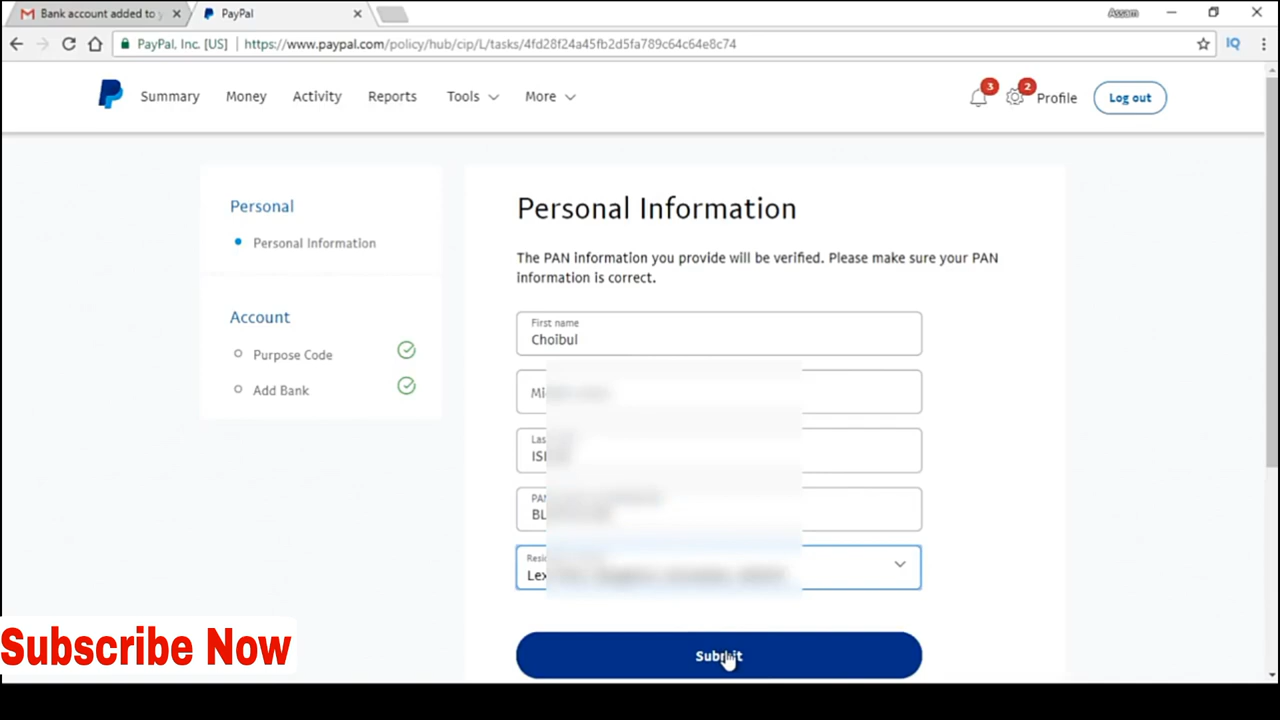 Bank account added to
PayPal
Assam
PayPal, Inc. [US]
https://www.paypal.com/policy/hub/cip/L/tasks/4fd28f24a45fb2d5fa789c64c64e8c74
IQ
Summary
Money
Activity
Reports
Tools
More
3
2
Profile
Log out
Personal
Personal Information
Account
Purpose Code
Add Bank
Personal Information
The PAN information you provide will be verified. Please make sure your PAN
information is correct.
First name
Choibul
PAN
Submit
Subscribe Now